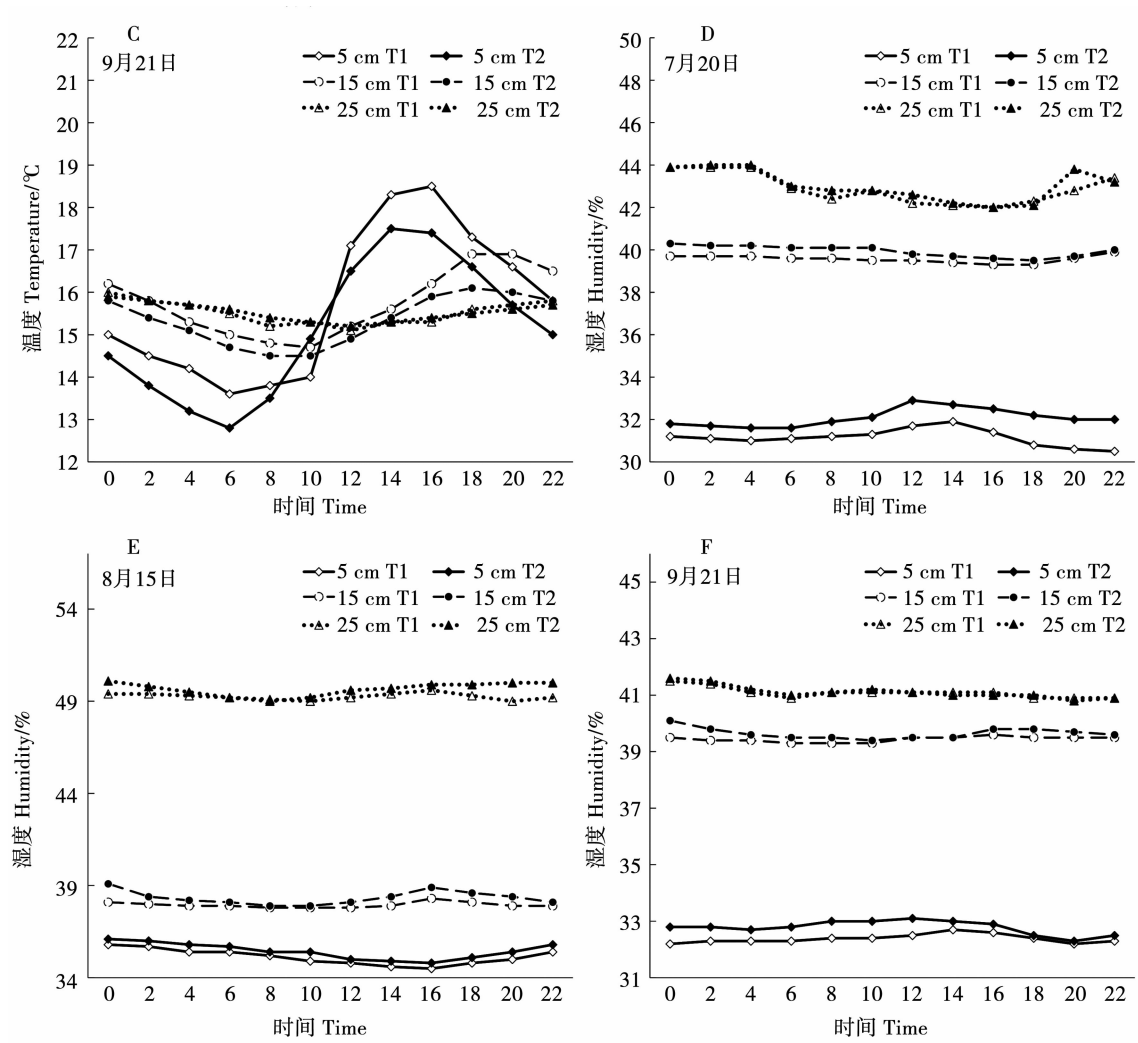 C
9月21日
5 cm T1 5 cm T2
15 cm T1 15 cm T2
25 cm T1 25 cm T2
22
21
20
19
18
17
16
15
14
13
12
温度 Temperature/℃
0 2 4 6 8 10 12 14 16 18 20 22
时间 Time
D
7月20日
5 cm T1 5 cm T2
15 cm T1 15 cm T2
25 cm T1 25 cm T2
50
48
46
44
42
40
38
36
34
32
30
湿度 Humidity/%
0 2 4 6 8 10 12 14 16 18 20 22
时间 Time
E
8月15日
5 cm T1 5 cm T2
15 cm T1 15 cm T2
25 cm T1 25 cm T2
54
49
44
39
34
湿度 Humidity/%
0 2 4 6 8 10 12 14 16 18 20 22
时间 Time
F
9月21日
5 cm T1 5 cm T2
15 cm T1 15 cm T2
25 cm T1 25 cm T2
45
43
41
39
37
35
33
31
湿度 Humidity/%
0 2 4 6 8 10 12 14 16 18 20 22
时间 Time